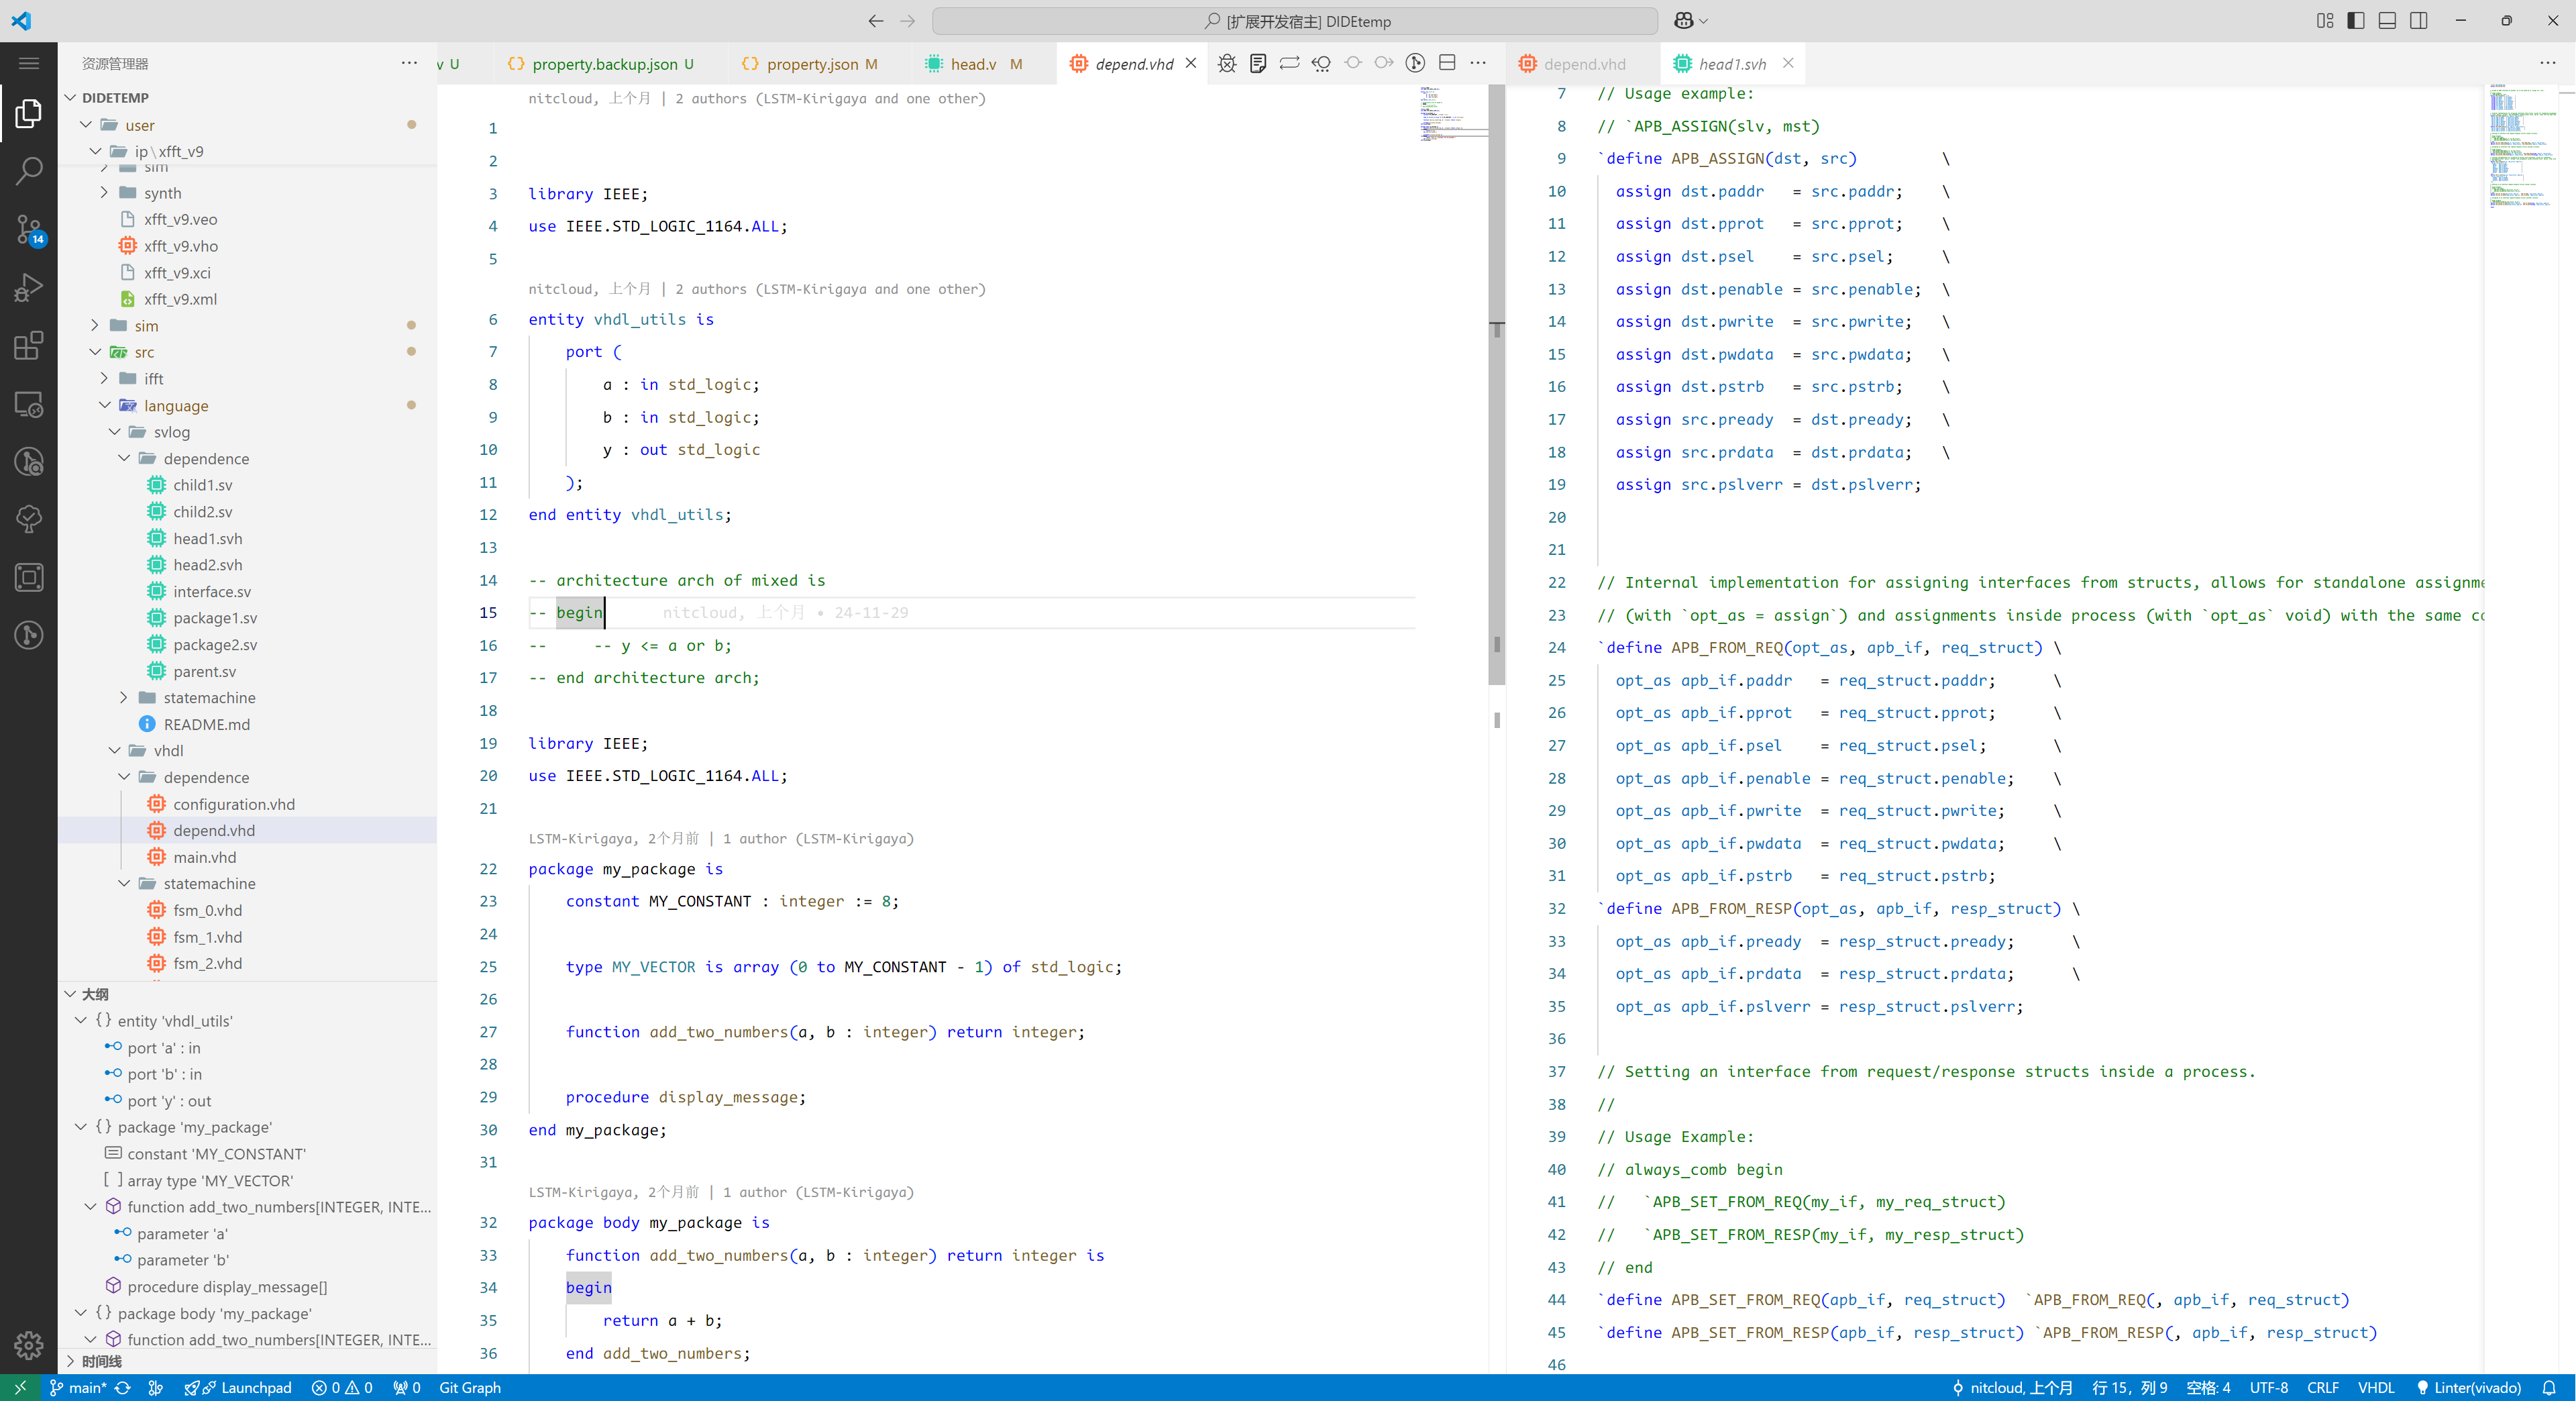 [扩展开发宿主] DIDEtemp
资源管理器
DIDETEMP
user
ip\xfft_v9
sim
synth
xfft_v9.veo
xfft_v9.vho
xfft_v9.xci
xfft_v9.xml
sim
src
ifft
language
svlog
dependence
child1.sv
child2.sv
head1.svh
head2.svh
interface.sv
package1.sv
package2.sv
parent.sv
statemachine
README.md
vhdl
dependence
configuration.vhd
depend.vhd
main.vhd
statemachine
fsm_0.vhd
fsm_1.vhd
fsm_2.vhd
14
大纲
entity 'vhdl_utils'
port 'a' : in
port 'b' : in
port 'y' : out
package 'my_package'
constant 'MY_CONSTANT'
array type 'MY_VECTOR'
function add_two_numbers[INTEGER, INTE...
parameter 'a'
parameter 'b'
procedure display_message[]
package body 'my_package'
function add_two_numbers[INTEGER, INTE...
时间线
v U
property.backup.json U
property.json M
head.v M
depend.vhd
nitcloud, 上个月 | 2 authors (LSTM-Kirigaya and one other)
1
2
3 library IEEE;
4 use IEEE.STD_LOGIC_1164.ALL;
5
nitcloud, 上个月 | 2 authors (LSTM-Kirigaya and one other)
6 entity vhdl_utils is
7     port (
8         a : in std_logic;
9         b : in std_logic;
10         y : out std_logic
11     );
12 end entity vhdl_utils;
13
14 -- architecture arch of mixed is
15 -- begin      nitcloud, 上个月 • 24-11-29
16 --     -- y <= a or b;
17 -- end architecture arch;
18
19 library IEEE;
20 use IEEE.STD_LOGIC_1164.ALL;
21
LSTM-Kirigaya, 2个月前 | 1 author (LSTM-Kirigaya)
22 package my_package is
23     constant MY_CONSTANT : integer := 8;
24
25     type MY_VECTOR is array (0 to MY_CONSTANT - 1) of std_logic;
26
27     function add_two_numbers(a, b : integer) return integer;
28
29     procedure display_message;
30 end my_package;
31
LSTM-Kirigaya, 2个月前 | 1 author (LSTM-Kirigaya)
32 package body my_package is
33     function add_two_numbers(a, b : integer) return integer is
34     begin
35         return a + b;
36     end add_two_numbers;
depend.vhd
head1.svh
7 // Usage example:
8 // `APB_ASSIGN(slv, mst)
9 `define APB_ASSIGN(dst, src)         \
10   assign dst.paddr   = src.paddr;    \
11   assign dst.pprot   = src.pprot;    \
12   assign dst.psel    = src.psel;     \
13   assign dst.penable = src.penable;  \
14   assign dst.pwrite  = src.pwrite;   \
15   assign dst.pwdata  = src.pwdata;   \
16   assign dst.pstrb   = src.pstrb;    \
17   assign src.pready  = dst.pready;   \
18   assign src.prdata  = dst.prdata;   \
19   assign src.pslverr = dst.pslverr;
20
21
22 // Internal implementation for assigning interfaces from structs, allows for standalone assignme
23 // (with `opt_as = assign`) and assignments inside process (with `opt_as` void) with the same co
24 `define APB_FROM_REQ(opt_as, apb_if, req_struct) \
25   opt_as apb_if.paddr   = req_struct.paddr;      \
26   opt_as apb_if.pprot   = req_struct.pprot;      \
27   opt_as apb_if.psel    = req_struct.psel;       \
28   opt_as apb_if.penable = req_struct.penable;    \
29   opt_as apb_if.pwrite  = req_struct.pwrite;     \
30   opt_as apb_if.pwdata  = req_struct.pwdata;     \
31   opt_as apb_if.pstrb   = req_struct.pstrb;
32 `define APB_FROM_RESP(opt_as, apb_if, resp_struct) \
33   opt_as apb_if.pready  = resp_struct.pready;      \
34   opt_as apb_if.prdata  = resp_struct.prdata;      \
35   opt_as apb_if.pslverr = resp_struct.pslverr;
36
37 // Setting an interface from request/response structs inside a process.
38 //
39 // Usage Example:
40 // always_comb begin
41 //   `APB_SET_FROM_REQ(my_if, my_req_struct)
42 //   `APB_SET_FROM_RESP(my_if, my_resp_struct)
43 // end
44 `define APB_SET_FROM_REQ(apb_if, req_struct)  `APB_FROM_REQ(, apb_if, req_struct)
45 `define APB_SET_FROM_RESP(apb_if, resp_struct) `APB_FROM_RESP(, apb_if, resp_struct)
46
main* Launchpad 0 0 0 Git Graph nitcloud, 上个月 行 15, 列 9 空格: 4 UTF-8 CRLF VHDL Linter(vivado)